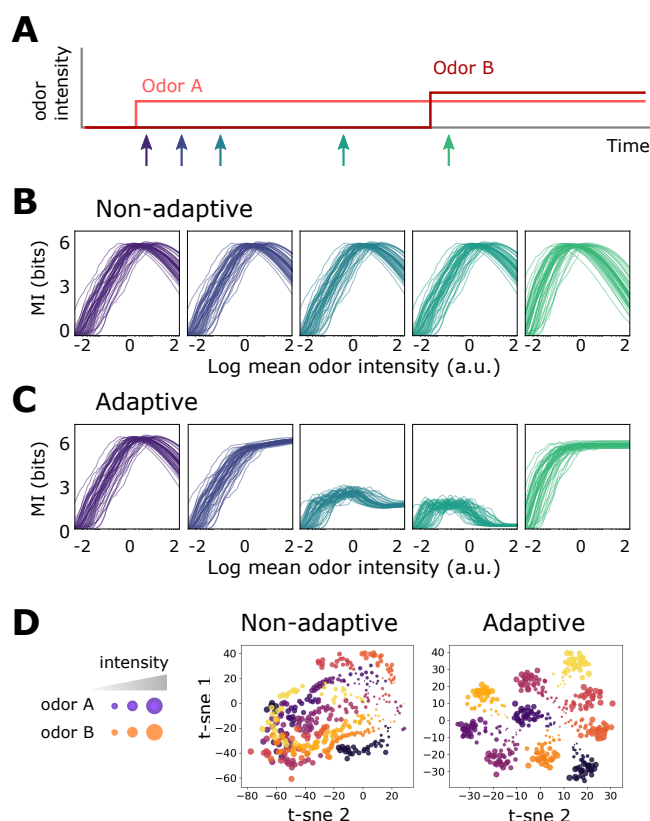 A
odor
intensity
Odor A
Odor B
Time
B
Non-adaptive
MI (bits)
6
3
0
-2 0 2 -2 0 2 -2 0 2 -2 0 2 -2 0 2
Log mean odor intensity (a.u.)
C
Adaptive
MI (bits)
6
3
0
-2 0 2 -2 0 2 -2 0 2 -2 0 2 -2 0 2
Log mean odor intensity (a.u.)
D
intensity
odor A
odor B
Non-adaptive
t-sne 1
40
20
0
−20
−40
−60
−80 −60 −40 −20 0 20
t-sne 2
Adaptive
40
30
20
10
0
−10
−20
−30
−30 −20 −10 0 10 20 30
t-sne 2